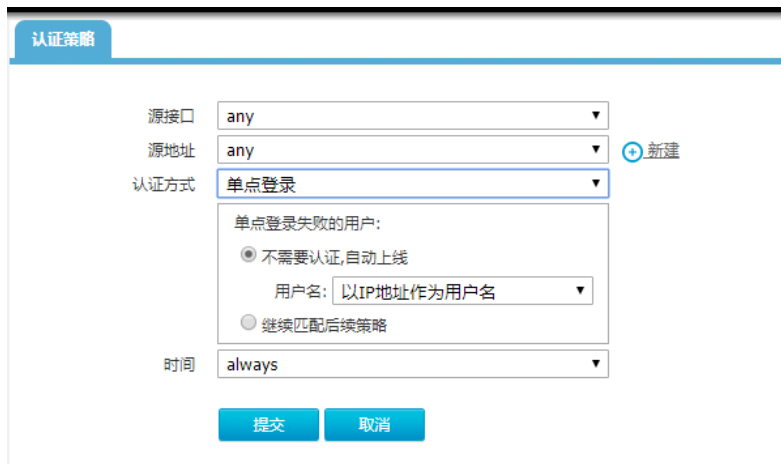 认证策略
源接口 any
源地址 any 新建
认证方式 单点登录
单点登录失败的用户:
不需要认证,自动上线
用户名: 以IP地址作为用户名
继续匹配后续策略
时间 always
提交 取消